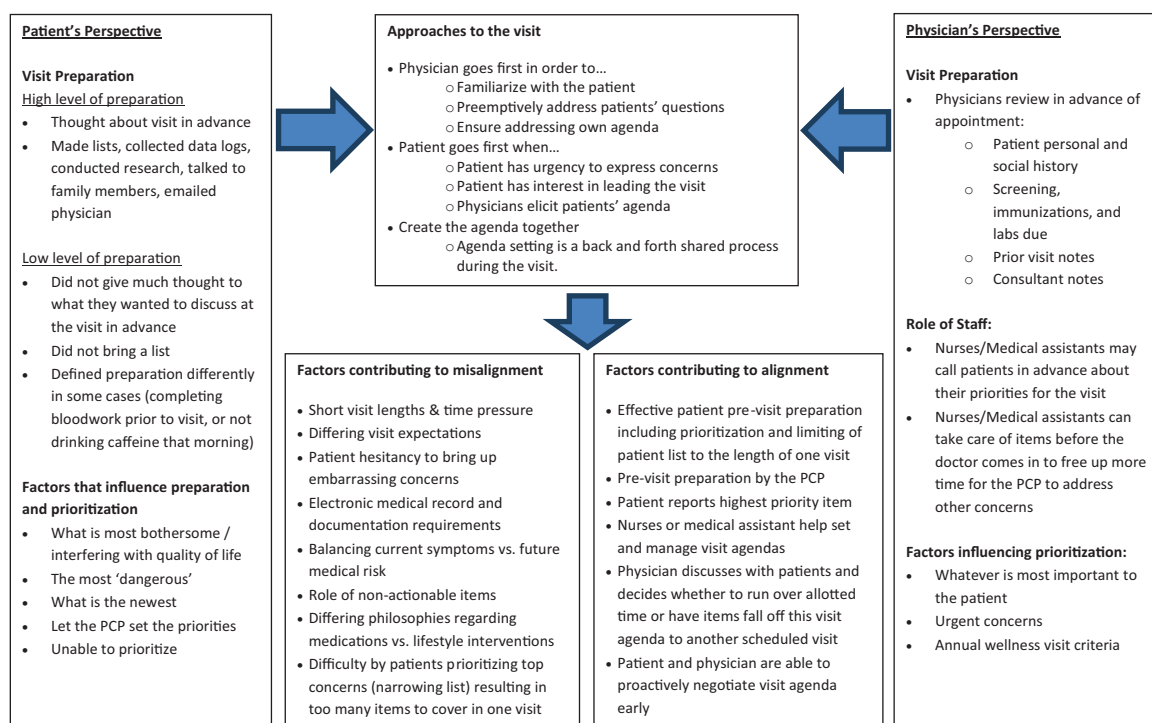 Patient's Perspective
Visit Preparation
High level of preparation
• Thought about visit in advance
• Made lists, collected data logs,
conducted research, talked to
family members, emailed
physician
Low level of preparation
• Did not give much thought to
what they wanted to discuss at
the visit in advance
• Did not bring a list
• Defined preparation differently
in some cases (completing
bloodwork prior to visit, or not
drinking caffeine that morning)
Factors that influence preparation
and prioritization
• What is most bothersome /
interfering with quality of life
• The most 'dangerous'
• What is the newest
• Let the PCP set the priorities
• Unable to prioritize
Approaches to the visit
• Physician goes first in order to…
o Familiarize with the patient
o Preemptively address patients' questions
o Ensure addressing own agenda
• Patient goes first when…
o Patient has urgency to express concerns
o Patient has interest in leading the visit
o Physicians elicit patients' agenda
• Create the agenda together
o Agenda setting is a back and forth shared process
during the visit.
Factors contributing to misalignment
• Short visit lengths & time pressure
• Differing visit expectations
• Patient hesitancy to bring up
embarrassing concerns
• Electronic medical record and
documentation requirements
• Balancing current symptoms vs. future
medical risk
• Role of non-actionable items
• Differing philosophies regarding
medications vs. lifestyle interventions
• Difficulty by patients prioritizing top
concerns (narrowing list) resulting in
too many items to cover in one visit
Factors contributing to alignment
• Effective patient pre-visit preparation
including prioritization and limiting of
patient list to the length of one visit
• Pre-visit preparation by the PCP
• Patient reports highest priority item
• Nurses or medical assistant help set
and manage visit agendas
• Physician discusses with patients and
decides whether to run over allotted
time or have items fall off this visit
agenda to another scheduled visit
• Patient and physician are able to
proactively negotiate visit agenda
early
Physician's Perspective
Visit Preparation
• Physicians review in advance of
appointment:
o Patient personal and
social history
o Screening,
immunizations, and
labs due
o Prior visit notes
o Consultant notes
Role of Staff:
• Nurses/Medical assistants may
call patients in advance about
their priorities for the visit
• Nurses/Medical assistants can
take care of items before the
doctor comes in to free up more
time for the PCP to address
other concerns
Factors influencing prioritization:
• Whatever is most important to
the patient
• Urgent concerns
• Annual wellness visit criteria